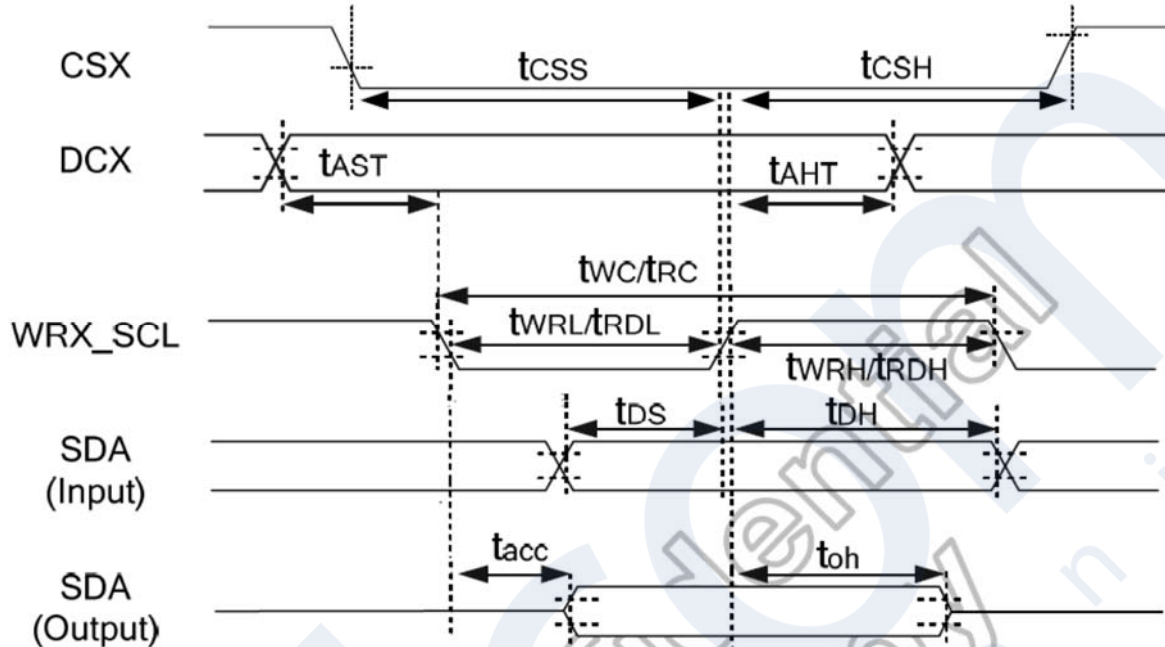 CSX
tCSS
tCSH
DCX
tAST
tAHT
tWC/tRC
WRX_SCL
tWRL/tRDL
tWRH/tRDH
SDA
(Input)
tDS
tDH
SDA
(Output)
tacc
toh